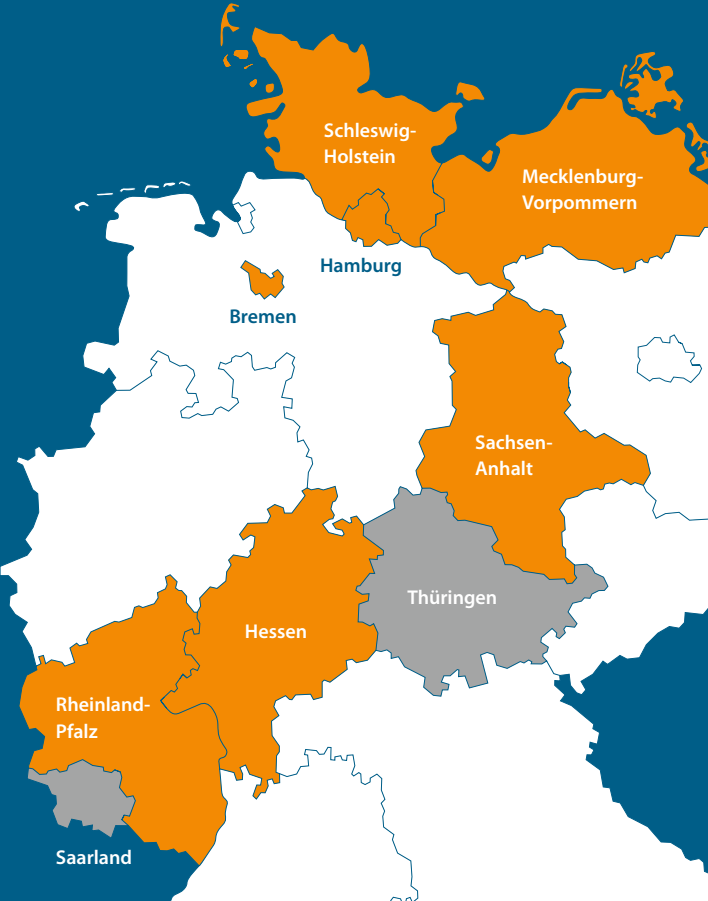 Schleswig-
Holstein
Mecklenburg-
Vorpommern
Hamburg
Bremen
Sachsen-
Anhalt
Thüringen
Hessen
Rheinland-
Pfalz
Saarland